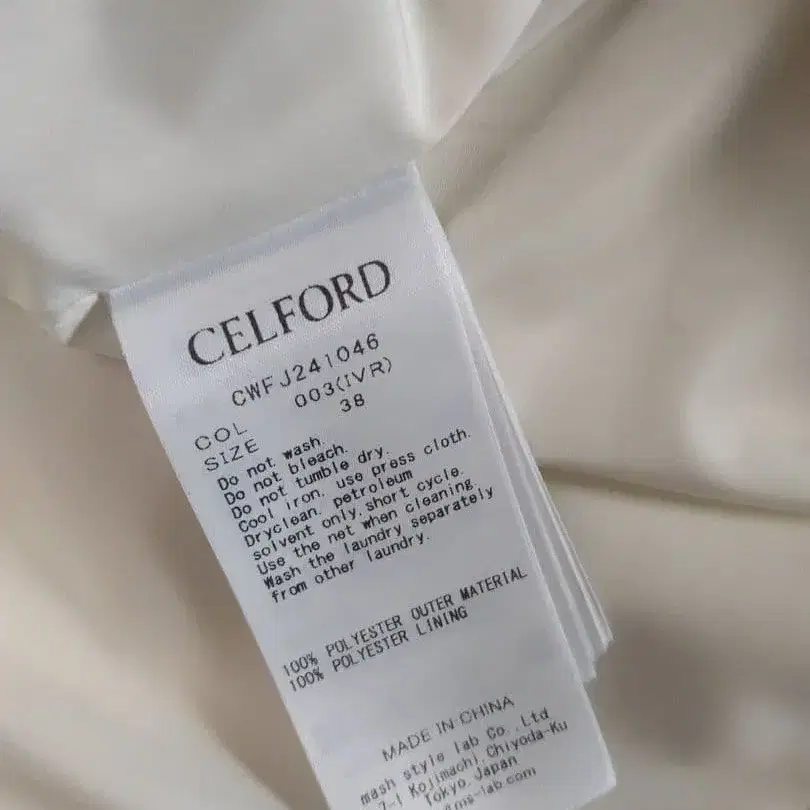 CELFORD
CWFJ241046
COL 003(IVR)
SIZE 38
Do not wash.
Do not bleach.
Do not tumble dry.
Cool iron, use press cloth.
Dryclean, petroleum
solvent only, short cycle.
Use the net when cleaning.
Wash the laundry separately
from other laundry.
100% POLYESTER OUTER MATERIAL
100% POLYESTER LINING
MADE IN CHINA
mash style lab Co.,Ltd
Kojimachi, Chiyoda-Ku
Tokyo, Japan